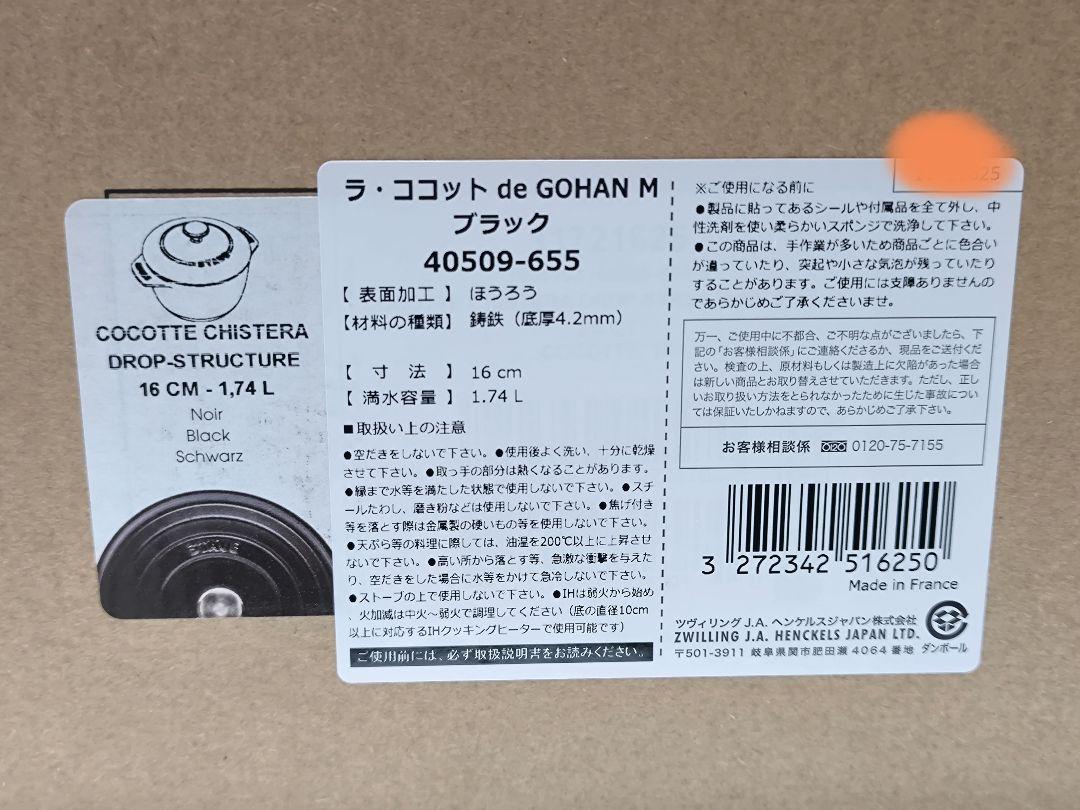 STAUB
COCOTTE CHISTERA
DROP-STRUCTURE
16 CM - 1,74 L
Noir
Black
Schwarz
STAUB
ラ・ココット de GOHAN M
ブラック
40509-655
【 表面加工 】 ほうろう
【材料の種類】 鋳鉄（底厚4.2mm）
【 寸 法 】 16 cm
【 満水容量 】 1.74 L
■取扱い上の注意
●空だきをしないで下さい。●使用後よく洗い、十分に乾燥
させて下さい。●取っ手の部分は熱くなることがあります。
●縁まで水等を満たした状態で使用しないで下さい。●スチ
ールたわし、磨き粉などは使用しないで下さい。●焦げ付き
等を落とす際は金属製の硬いもの等を使用しないで下さい。
●天ぷら等の料理に際しては、油温を200℃以上に上昇させ
ないで下さい。●高い所から落とす等、急激な衝撃を与えた
り、空だきをした場合に水等をかけて急冷しないで下さい。
●ストーブの上で使用しないで下さい。●IHは弱火から始め
、火加減は中火～弱火で調理してください（底の直径10cm
以上に対応するIHクッキングヒーターで使用可能です）
ご使用前には、必ず取扱説明書をお読みください。
※ご使用になる前に
●製品に貼ってあるシールや付属品を全て外し、中
性洗剤を使い柔らかいスポンジで洗浄して下さい。
●この商品は、手作業が多いため商品ごとに色合い
が違っていたり、突起や小さな気泡が残っていたり
することがあります。ご使用には支障ありませんの
であらかじめご了承くださいませ。
万一、ご使用中に不都合、ご不明な点がございましたら、下
記の「お客様相談係」にご連絡くださるか、現品をご送付くだ
さい。検査の上、原材料もしくは製造上に欠陥があった場合
は新しい商品とお取り替えさせていただきます。ただし、正し
いお取り扱い方法をとられなかったために生じた事故につい
ては保証いたしかねますので、あらかじめご了承下さい。
お客様相談係 0120-75-7155
3 272342 516250
Made in France
ツヴィリング J.A. ヘンケルスジャパン株式会社
ZWILLING J.A. HENCKELS JAPAN LTD.
〒501-3911 岐阜県関市肥田瀬 4064 番地 ダンボール